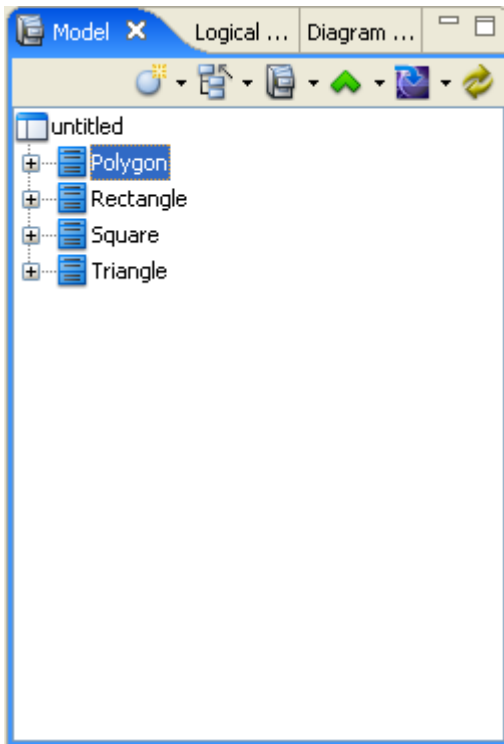 Model Logical ... Diagram ...
untitled
Polygon
Rectangle
Square
Triangle